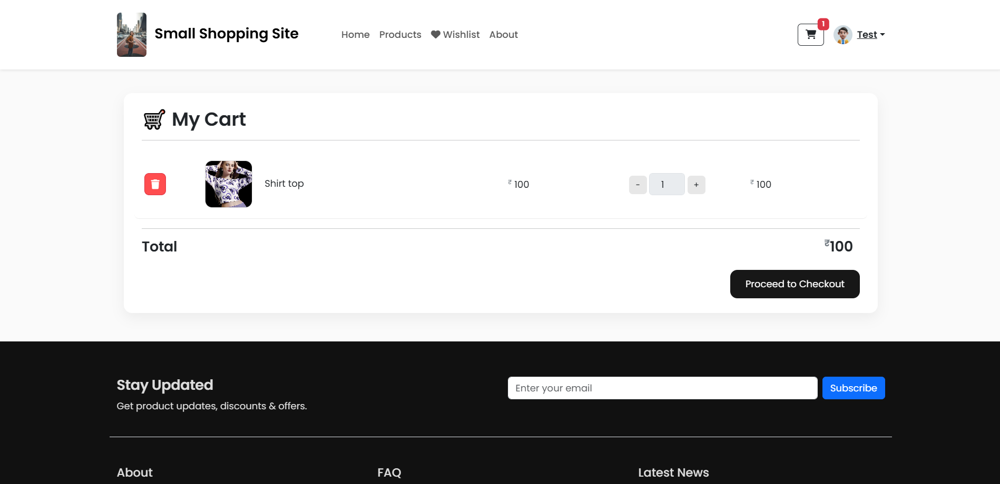 Small Shopping Site
Home Products Wishlist About
1
Test
My Cart
Shirt top ₹ 100 - 1 + ₹ 100
Total ₹100
Proceed to Checkout
Stay Updated
Get product updates, discounts & offers.
Enter your email Subscribe
About FAQ Latest News